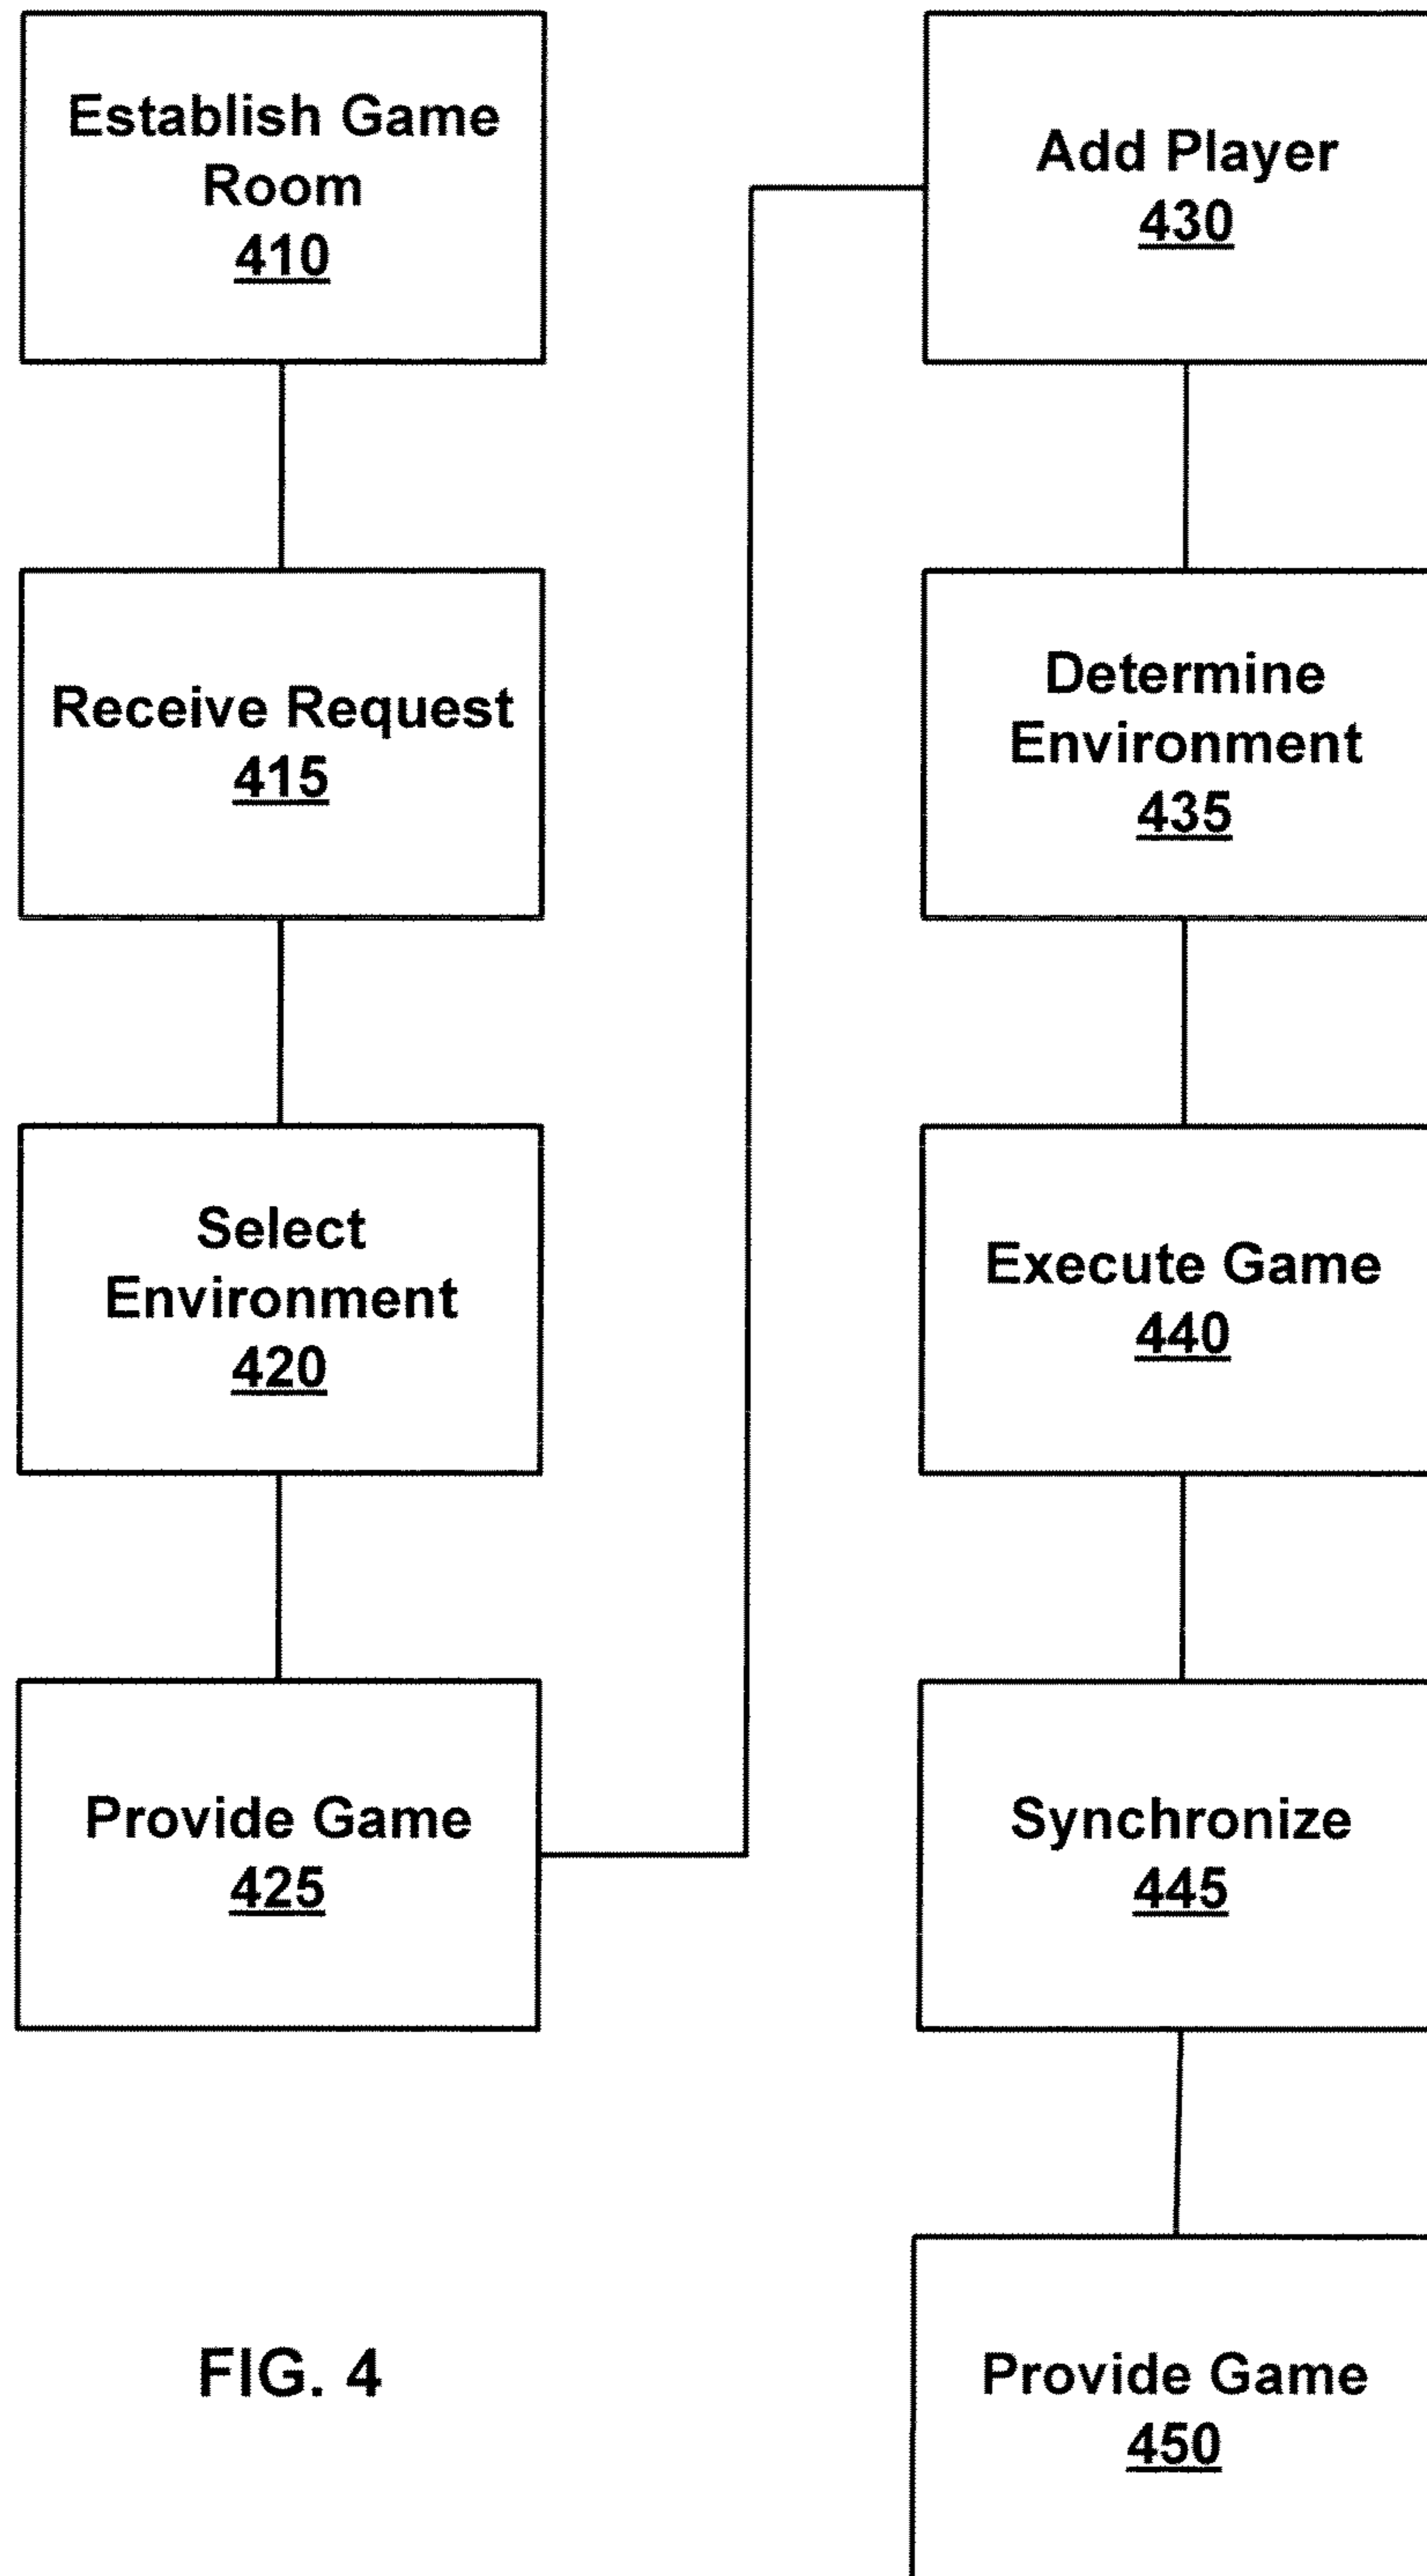 Establish Game
Room
410
Receive Request
415
Select
Environment
420
Provide Game
425
Add Player
430
Determine
Environment
435
Execute Game
440
Synchronize
445
Provide Game
450
FIG. 4